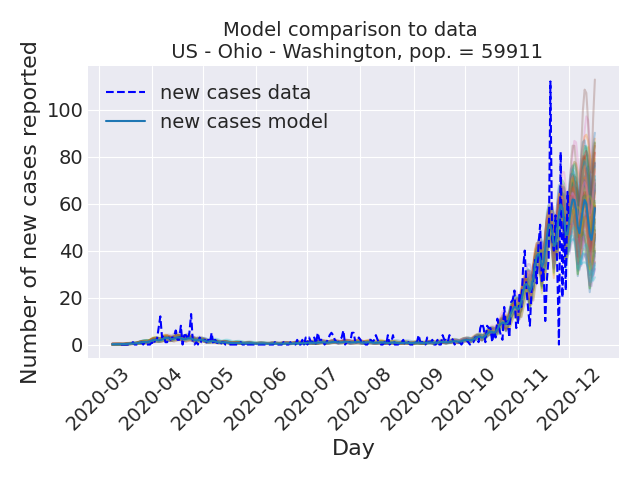 Model comparison to data
US - Ohio - Washington, pop. = 59911
Number of new cases reported
new cases data
new cases model
100
80
60
40
20
0
2020-03
2020-04
2020-05
2020-06
2020-07
2020-08
2020-09
2020-10
2020-11
2020-12
Day